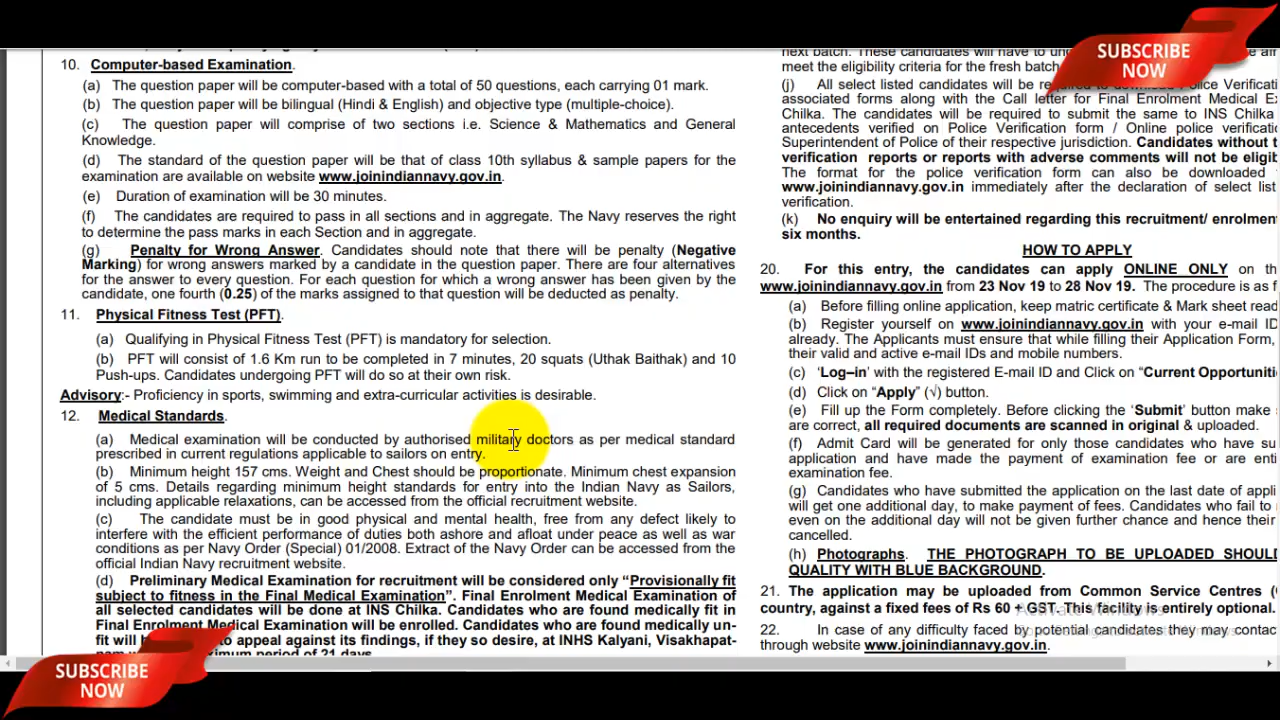 SUBSCRIBE
NOW
10. Computer-based Examination.
(a) The question paper will be computer-based with a total of 50 questions, each carrying 01 mark.
(b) The question paper will be bilingual (Hindi & English) and objective type (multiple-choice).
(c) The question paper will comprise of two sections i.e. Science & Mathematics and General
Knowledge.
(d) The standard of the question paper will be that of class 10th syllabus & sample papers for the
examination are available on website www.joinindiannavy.gov.in.
(e) Duration of examination will be 30 minutes.
(f) The candidates are required to pass in all sections and in aggregate. The Navy reserves the right
to determine the pass marks in each Section and in aggregate.
(g) Penalty for Wrong Answer. Candidates should note that there will be penalty (Negative
Marking) for wrong answers marked by a candidate in the question paper. There are four alternatives
for the answer to every question. For each question for which a wrong answer has been given by the
candidate, one fourth (0.25) of the marks assigned to that question will be deducted as penalty.
11. Physical Fitness Test (PFT).
(a) Qualifying in Physical Fitness Test (PFT) is mandatory for selection.
(b) PFT will consist of 1.6 Km run to be completed in 7 minutes, 20 squats (Uthak Baithak) and 10
Push-ups. Candidates undergoing PFT will do so at their own risk.
Advisory:- Proficiency in sports, swimming and extra-curricular activities is desirable.
12. Medical Standards.
(a) Medical examination will be conducted by authorised military doctors as per medical standard
prescribed in current regulations applicable to sailors on entry.
(b) Minimum height 157 cms. Weight and Chest should be proportionate. Minimum chest expansion
of 5 cms. Details regarding minimum height standards for entry into the Indian Navy as Sailors,
including applicable relaxations, can be accessed from the official recruitment website.
(c) The candidate must be in good physical and mental health, free from any defect likely to
interfere with the efficient performance of duties both ashore and afloat under peace as well as war
conditions as per Navy Order (Special) 01/2008. Extract of the Navy Order can be accessed from the
official Indian Navy recruitment website.
(d) Preliminary Medical Examination for recruitment will be considered only “Provisionally fit
subject to fitness in the Final Medical Examination”. Final Enrolment Medical Examination of
all selected candidates will be done at INS Chilka. Candidates who are found medically fit in
Final Enrolment Medical Examination will be enrolled. Candidates who are found medically un-
fit will be to appeal against its findings, if they so desire, at INHS Kalyani, Visakhapat-
period of 21 days
next batch. These candidates will have to
meet the eligibility criteria for the fresh batch
(j) All select listed candidates will be Police
associated forms along with the Call letter for Final Enrolment Medical
Chilka. The candidates will be required to submit the same to INS Chilka
antecedents verified on Police Verification form / Online police
Superintendent of Police of their respective jurisdiction. Candidates without
verification reports or reports with adverse comments will not be
The format for the police verification form can also be downloaded
www.joinindiannavy.gov.in immediately after the declaration of select list
verification.
(k) No enquiry will be entertained regarding this recruitment/
six months.
HOW TO APPLY
20. For this entry, the candidates can apply ONLINE ONLY on
www.joinindiannavy.gov.in from 23 Nov 19 to 28 Nov 19. The procedure is as
(a) Before filling online application, keep matric certificate & Mark sheet
(b) Register yourself on www.joinindiannavy.gov.in with your e-mail
already. The Applicants must ensure that while filling their Application Form,
their valid and active e-mail IDs and mobile numbers.
(c) ‘Log–in’ with the registered E-mail ID and Click on “Current
(d) Click on “Apply” (√) button.
(e) Fill up the Form completely. Before clicking the ‘Submit’ button make
are correct, all required documents are scanned in original & uploaded.
(f) Admit Card will be generated for only those candidates who have
application and have made the payment of examination fee or are
examination fee.
(g) Candidates who have submitted the application on the last date of
will get one additional day, to make payment of fees. Candidates who fail to
even on the additional day will not be given further chance and hence their
cancelled.
(h) Photographs. THE PHOTOGRAPH TO BE UPLOADED
QUALITY WITH BLUE BACKGROUND.
21. The application may be uploaded from Common Service Centres
country, against a fixed fees of Rs 60 + GST. This facility is entirely optional.
22. In case of any difficulty faced by potential candidates they may contact
through website www.joinindiannavy.gov.in.
Activate Windows
SUBSCRIBE
NOW